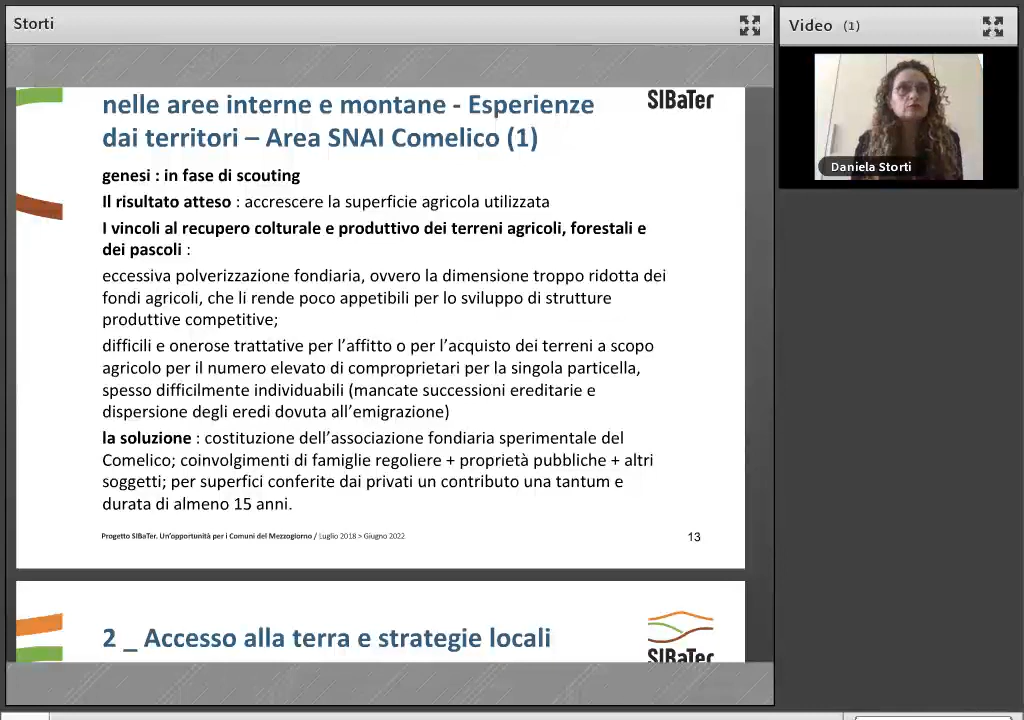 Storti
Video (1)
Daniela Storti
nelle aree interne e montane - Esperienze
dai territori – Area SNAI Comelico (1)
SIBaTer
genesi : in fase di scouting
Il risultato atteso : accrescere la superficie agricola utilizzata
I vincoli al recupero colturale e produttivo dei terreni agricoli, forestali e
dei pascoli :
eccessiva polverizzazione fondiaria, ovvero la dimensione troppo ridotta dei
fondi agricoli, che li rende poco appetibili per lo sviluppo di strutture
produttive competitive;
difficili e onerose trattative per l’affitto o per l’acquisto dei terreni a scopo
agricolo per il numero elevato di comproprietari per la singola particella,
spesso difficilmente individuabili (mancate successioni ereditarie e
dispersione degli eredi dovuta all’emigrazione)
la soluzione : costituzione dell’associazione fondiaria sperimentale del
Comelico; coinvolgimenti di famiglie regoliere + proprietà pubbliche + altri
soggetti; per superfici conferite dai privati un contributo una tantum e
durata di almeno 15 anni.
Progetto SIBaTer. Un’opportunità per i Comuni del Mezzogiorno / Luglio 2018 > Giugno 2022
13
2 _ Accesso alla terra e strategie locali
SIBaTer